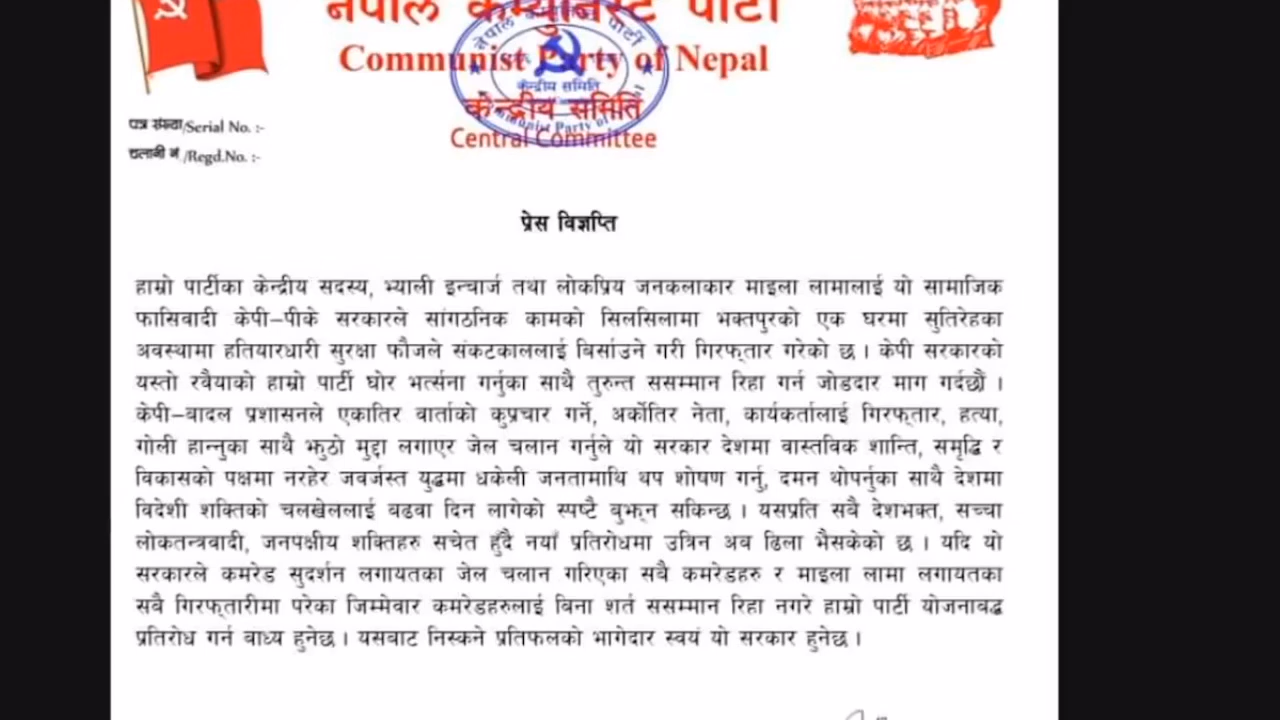 नेपाल कम्युनिस्ट पार्टी
Communist Party of Nepal
केन्द्रीय समिति
केन्द्रीय समिति
Central Committee
पत्र संख्या/Serial No. :-
चलानी नं /Regd.No. :-
प्रेस विज्ञप्ति
हाम्रो पार्टीका केन्द्रीय सदस्य, भ्याली इन्चार्ज तथा लोकप्रिय जनकलाकार माइला लामालाई यो सामाजिक
फासिवादी केपी–पीके सरकारले सांगठनिक कामको सिलसिलामा भक्तपुरको एक घरमा सुतिरेहका
अवस्थामा हतियारधारी सुरक्षा फौजले संकटकाललाई बिर्साउने गरी गिरफ्तार गरेको छ । केपी सरकारको
यस्तो रवैयाको हाम्रो पार्टी घोर भर्त्सना गर्नुका साथै तुरुन्त ससम्मान रिहा गर्न जोडदार माग गर्दछौं ।
केपी–बादल प्रशासनले एकातिर वार्ताको कुप्रचार गर्ने, अर्कोतिर नेता, कार्यकर्तालाई गिरफ्तार, हत्या,
गोली हान्नुका साथै झुठो मुद्दा लगाएर जेल चलान गर्नुले यो सरकार देशमा वास्तविक शान्ति, समृद्धि र
विकासको पक्षमा नरहेर जवर्जस्त युद्धमा धकेली जनतामाथि थप शोषण गर्नु, दमन थोपर्नुका साथै देशमा
विदेशी शक्तिको चलखेललाई बढवा दिन लागेको स्पष्टै बुझ्न सकिन्छ । यसप्रति सबै देशभक्त, सच्चा
लोकतन्त्रवादी, जनपक्षीय शक्तिहरु सचेत हुँदै नयाँ प्रतिरोधमा उत्रिन अब ढिला भैसकेको छ । यदि यो
सरकारले कमरेड सुदर्शन लगायतका जेल चलान गरिएका सबै कमरेडहरु र माइला लामा लगायतका
सबै गिरफ्तारीमा परेका जिम्मेवार कमरेडहरुलाई बिना शर्त ससम्मान रिहा नगरे हाम्रो पार्टी योजनाबद्ध
प्रतिरोध गर्न बाध्य हुनेछ । यसबाट निस्कने प्रतिफलको भागेदार स्वयं यो सरकार हुनेछ ।